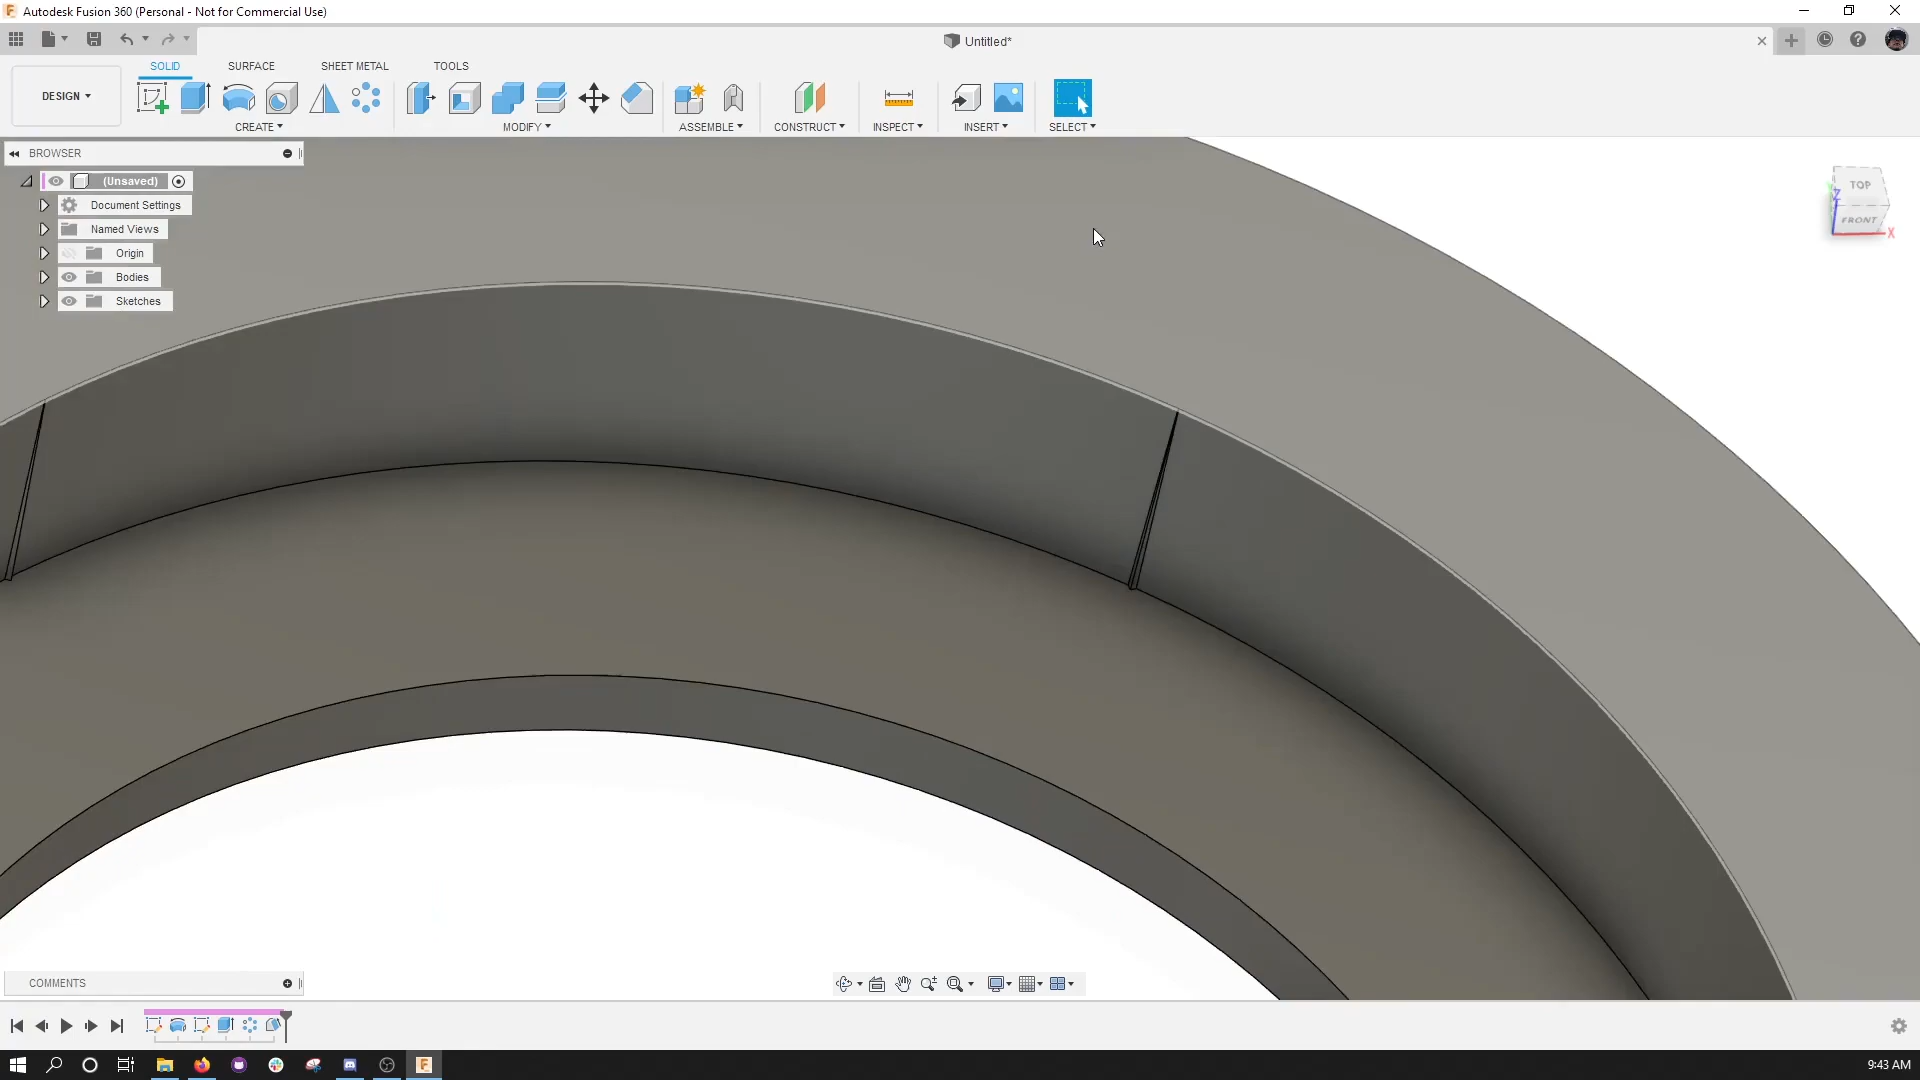 Autodesk Fusion 360 (Personal - Not for Commercial Use)
Untitled*
DESIGN
SOLID
SURFACE
SHEET METAL
TOOLS
CREATE
MODIFY
ASSEMBLE
CONSTRUCT
INSPECT
INSERT
SELECT
BROWSER
(Unsaved)
Document Settings
Named Views
Origin
Bodies
Sketches
TOP
Z
FRONT
X
COMMENTS
9:43 AM